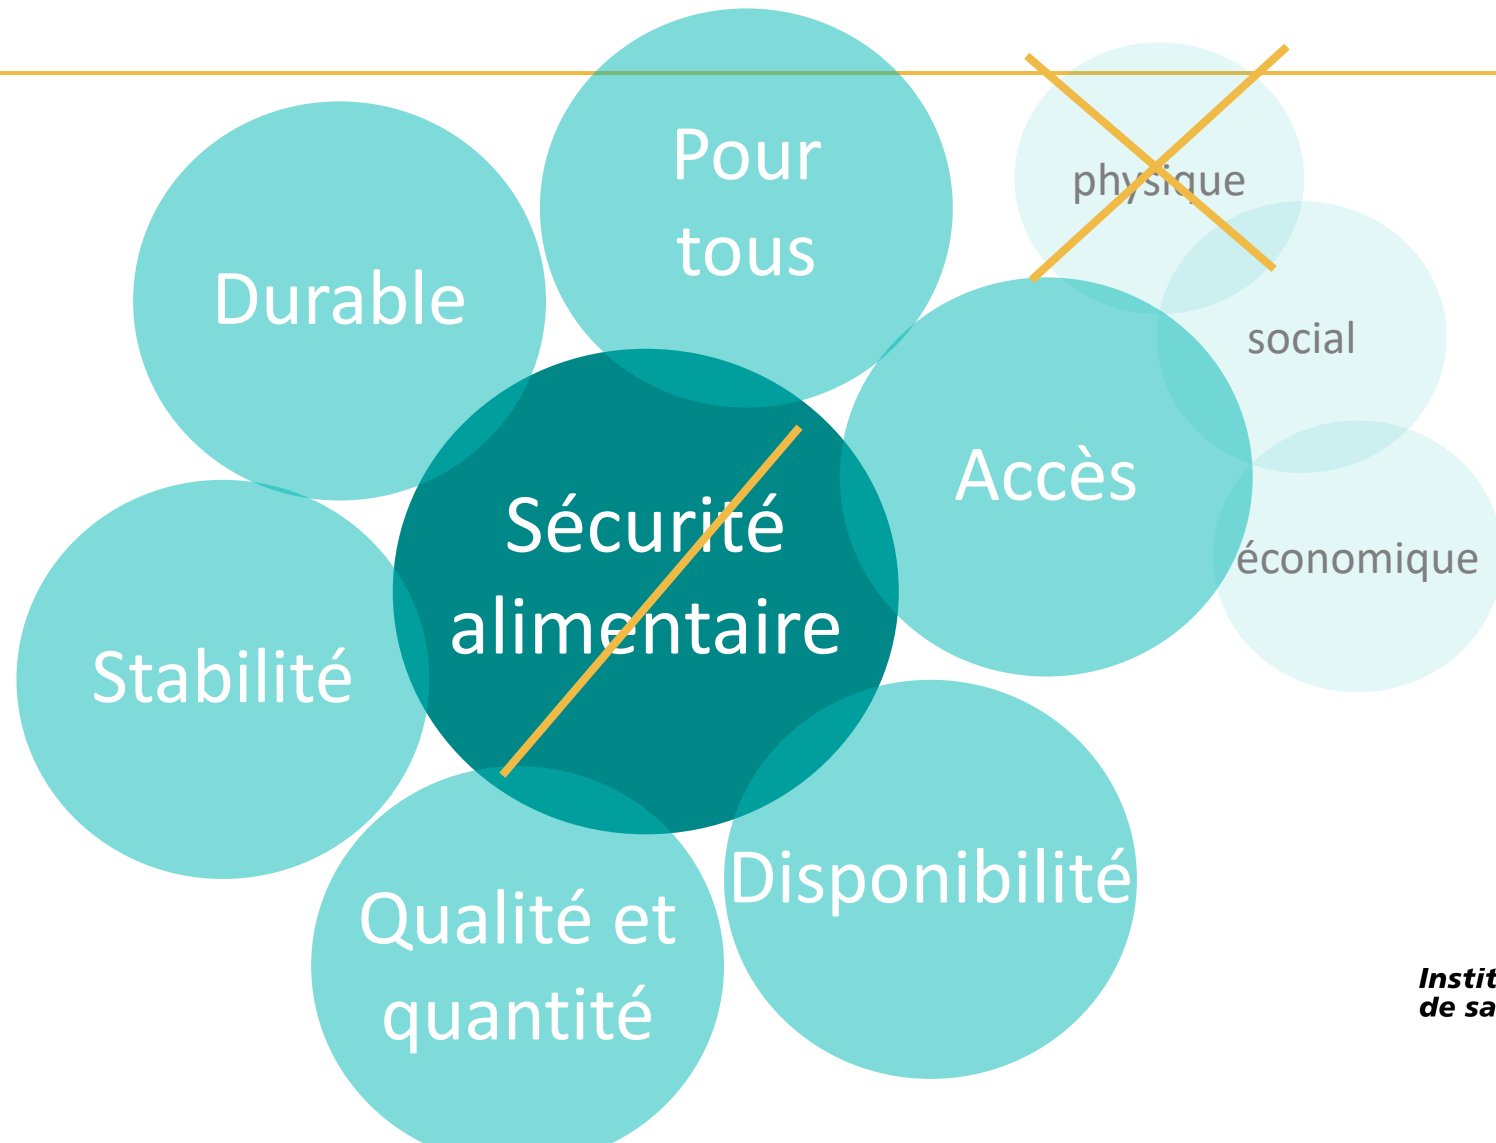 Pour
tous
physique
Durable
social
Accès
Sécurité
alimentaire
économique
Stabilité
Disponibilité
Qualité et
quantité
Instit
de sa